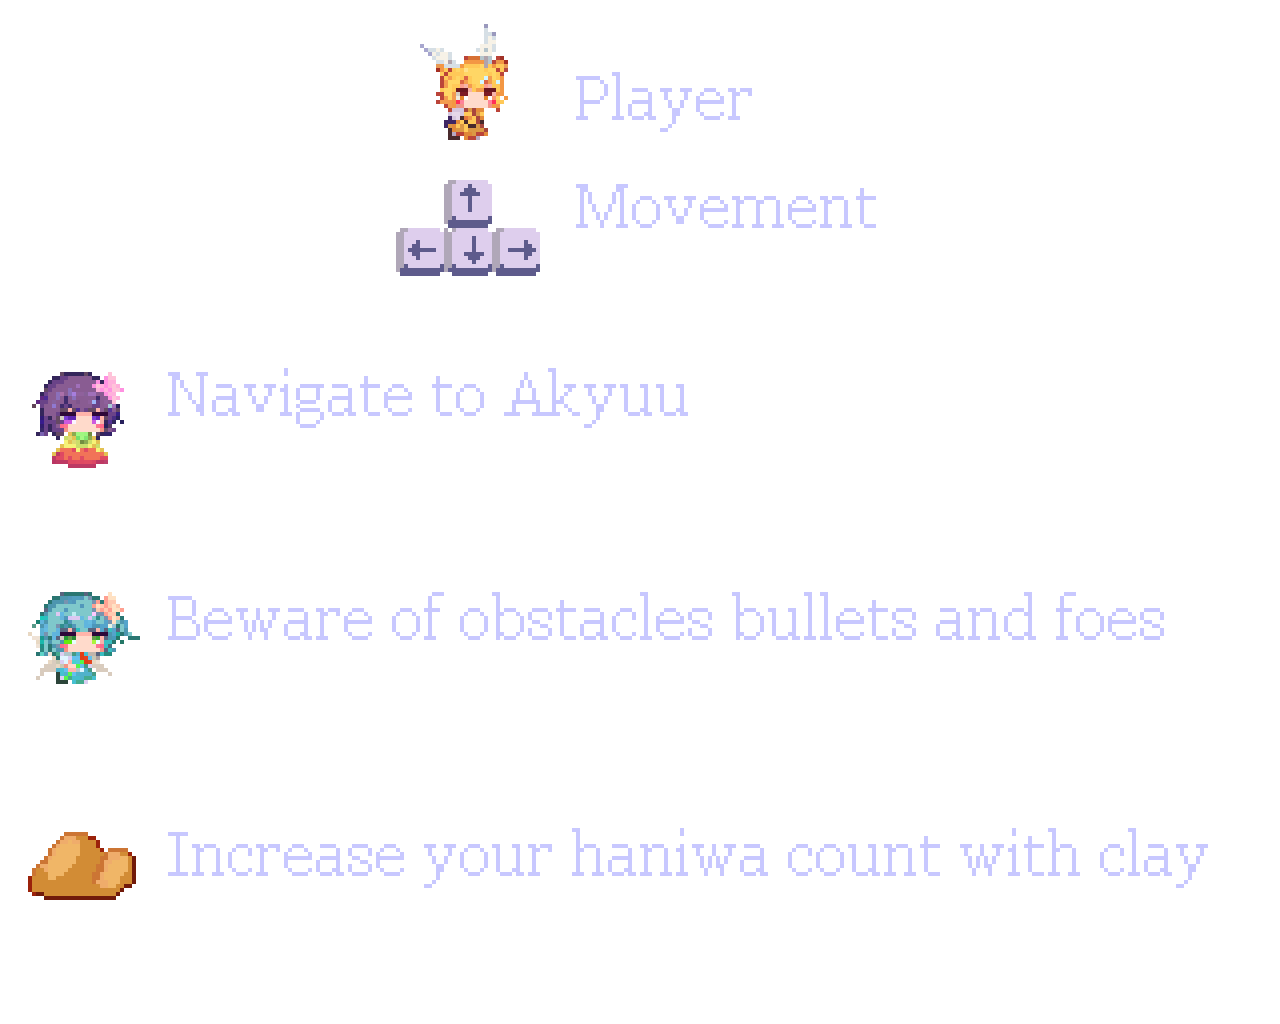 Player
Movement
Navigate to Akyuu
Beware of obstacles bullets and foes
Increase your haniwa count with clay